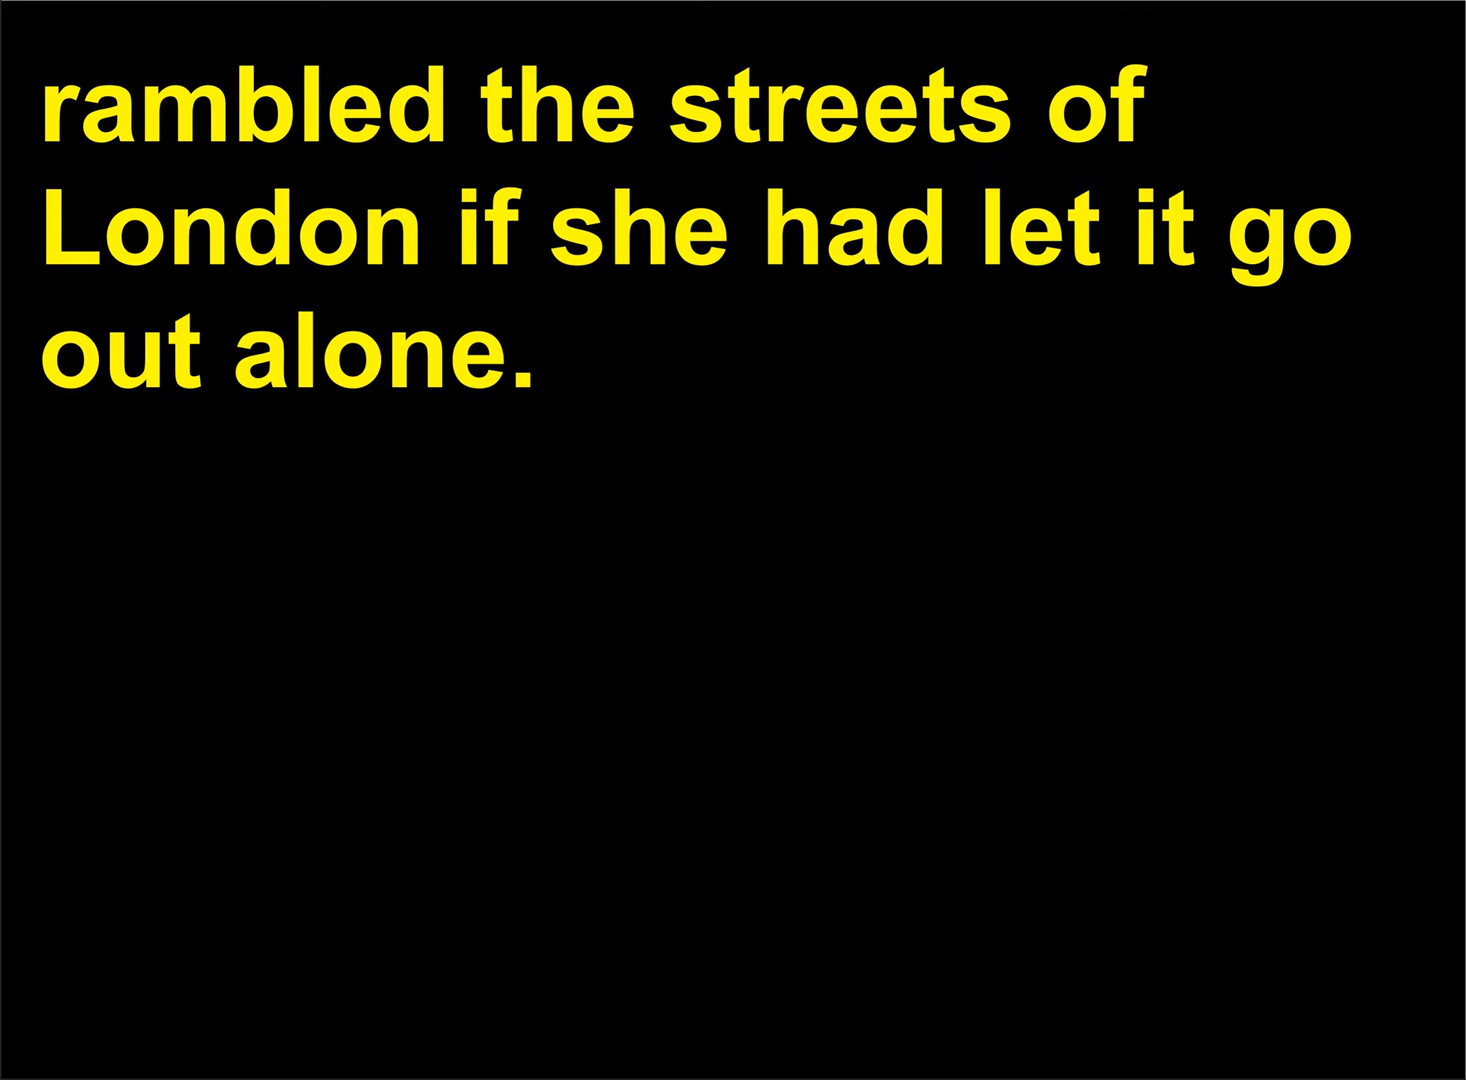 rambled the streets of
London if she had let it go
out alone.